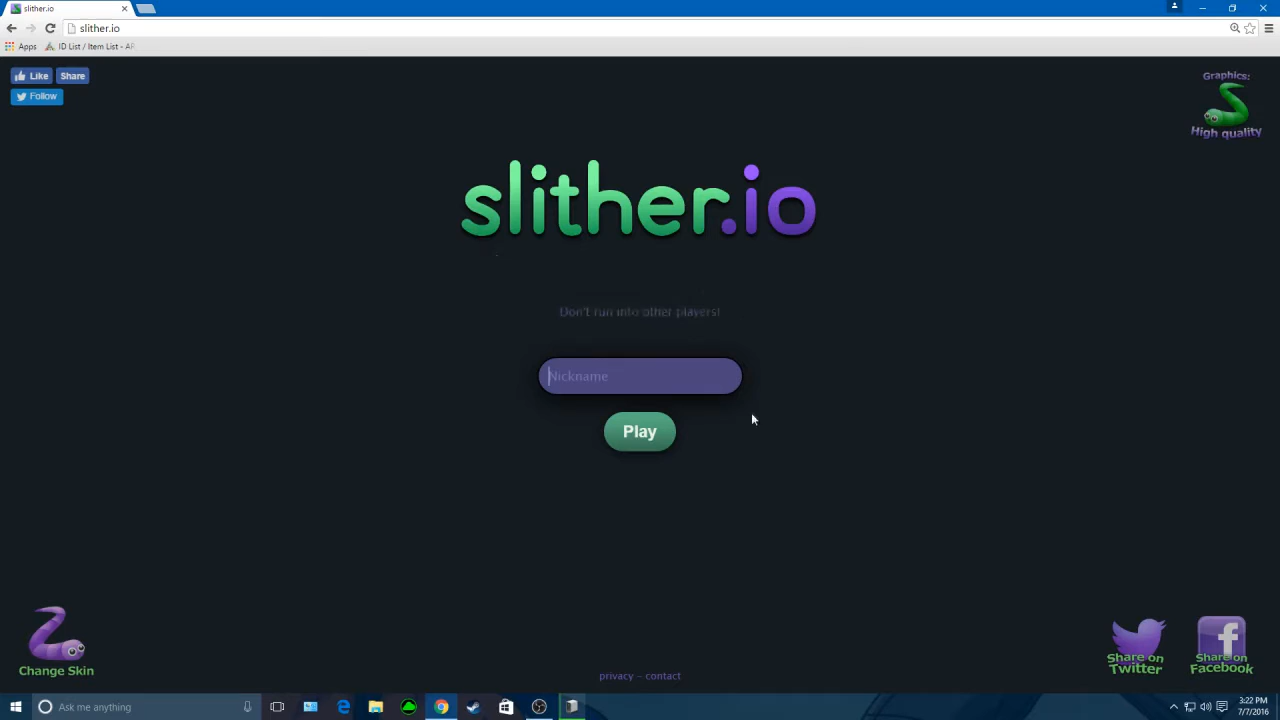 slither.io
slither.io
Apps
ID List / Item List - AF
Like
Share
Follow
Graphics:
High quality
slither.io
Don't run into other players!
Nickname
Play
Change Skin
Share on
Twitter
Share on
Facebook
privacy - contact
Ask me anything
3:22 PM
7/7/2016